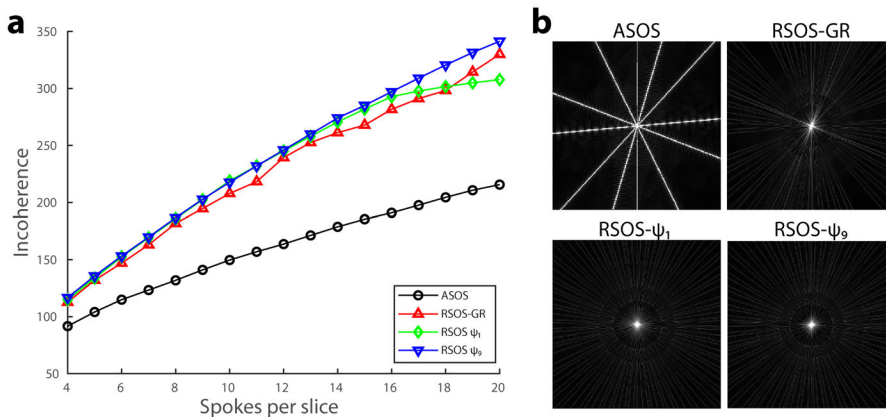 a
350
300
250
200
150
100
50
Incoherence
4 6 8 10 12 14 16 18 20
Spokes per slice
ASOS
RSOS-GR
RSOS ψ₁
RSOS ψ₉
b
ASOS RSOS-GR
RSOS-ψ₁ RSOS-ψ₉